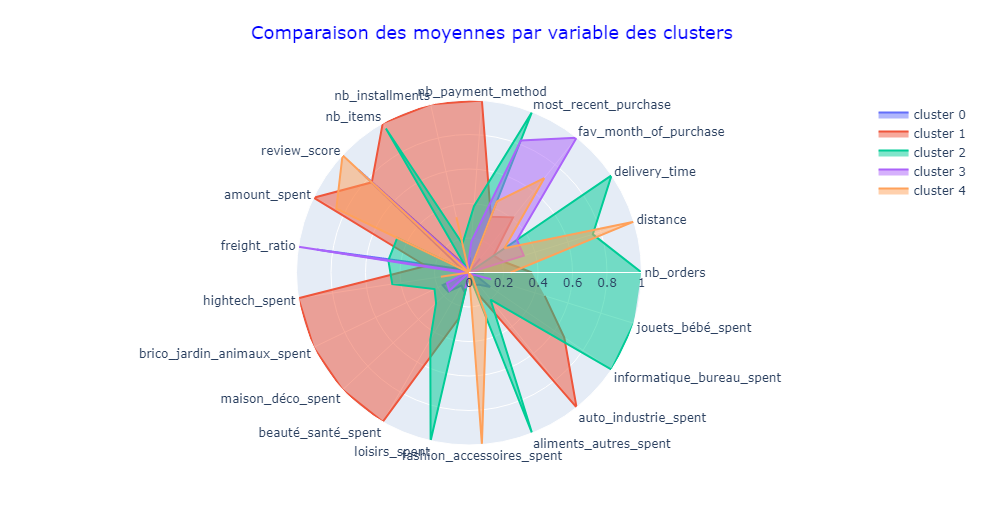 Comparaison des moyennes par variable des clusters
nb_payment_method
nb_installments
most_recent_purchase
nb_items
fav_month_of_purchase
review_score
delivery_time
amount_spent
distance
freight_ratio
nb_orders
0
0.2
0.4
0.6
0.8
1
hightech_spent
jouets_bébé_spent
brico_jardin_animaux_spent
informatique_bureau_spent
maison_déco_spent
auto_industrie_spent
beauté_santé_spent
aliments_autres_spent
loisirs_spent
fashion_accessoires_spent
cluster 0
cluster 1
cluster 2
cluster 3
cluster 4